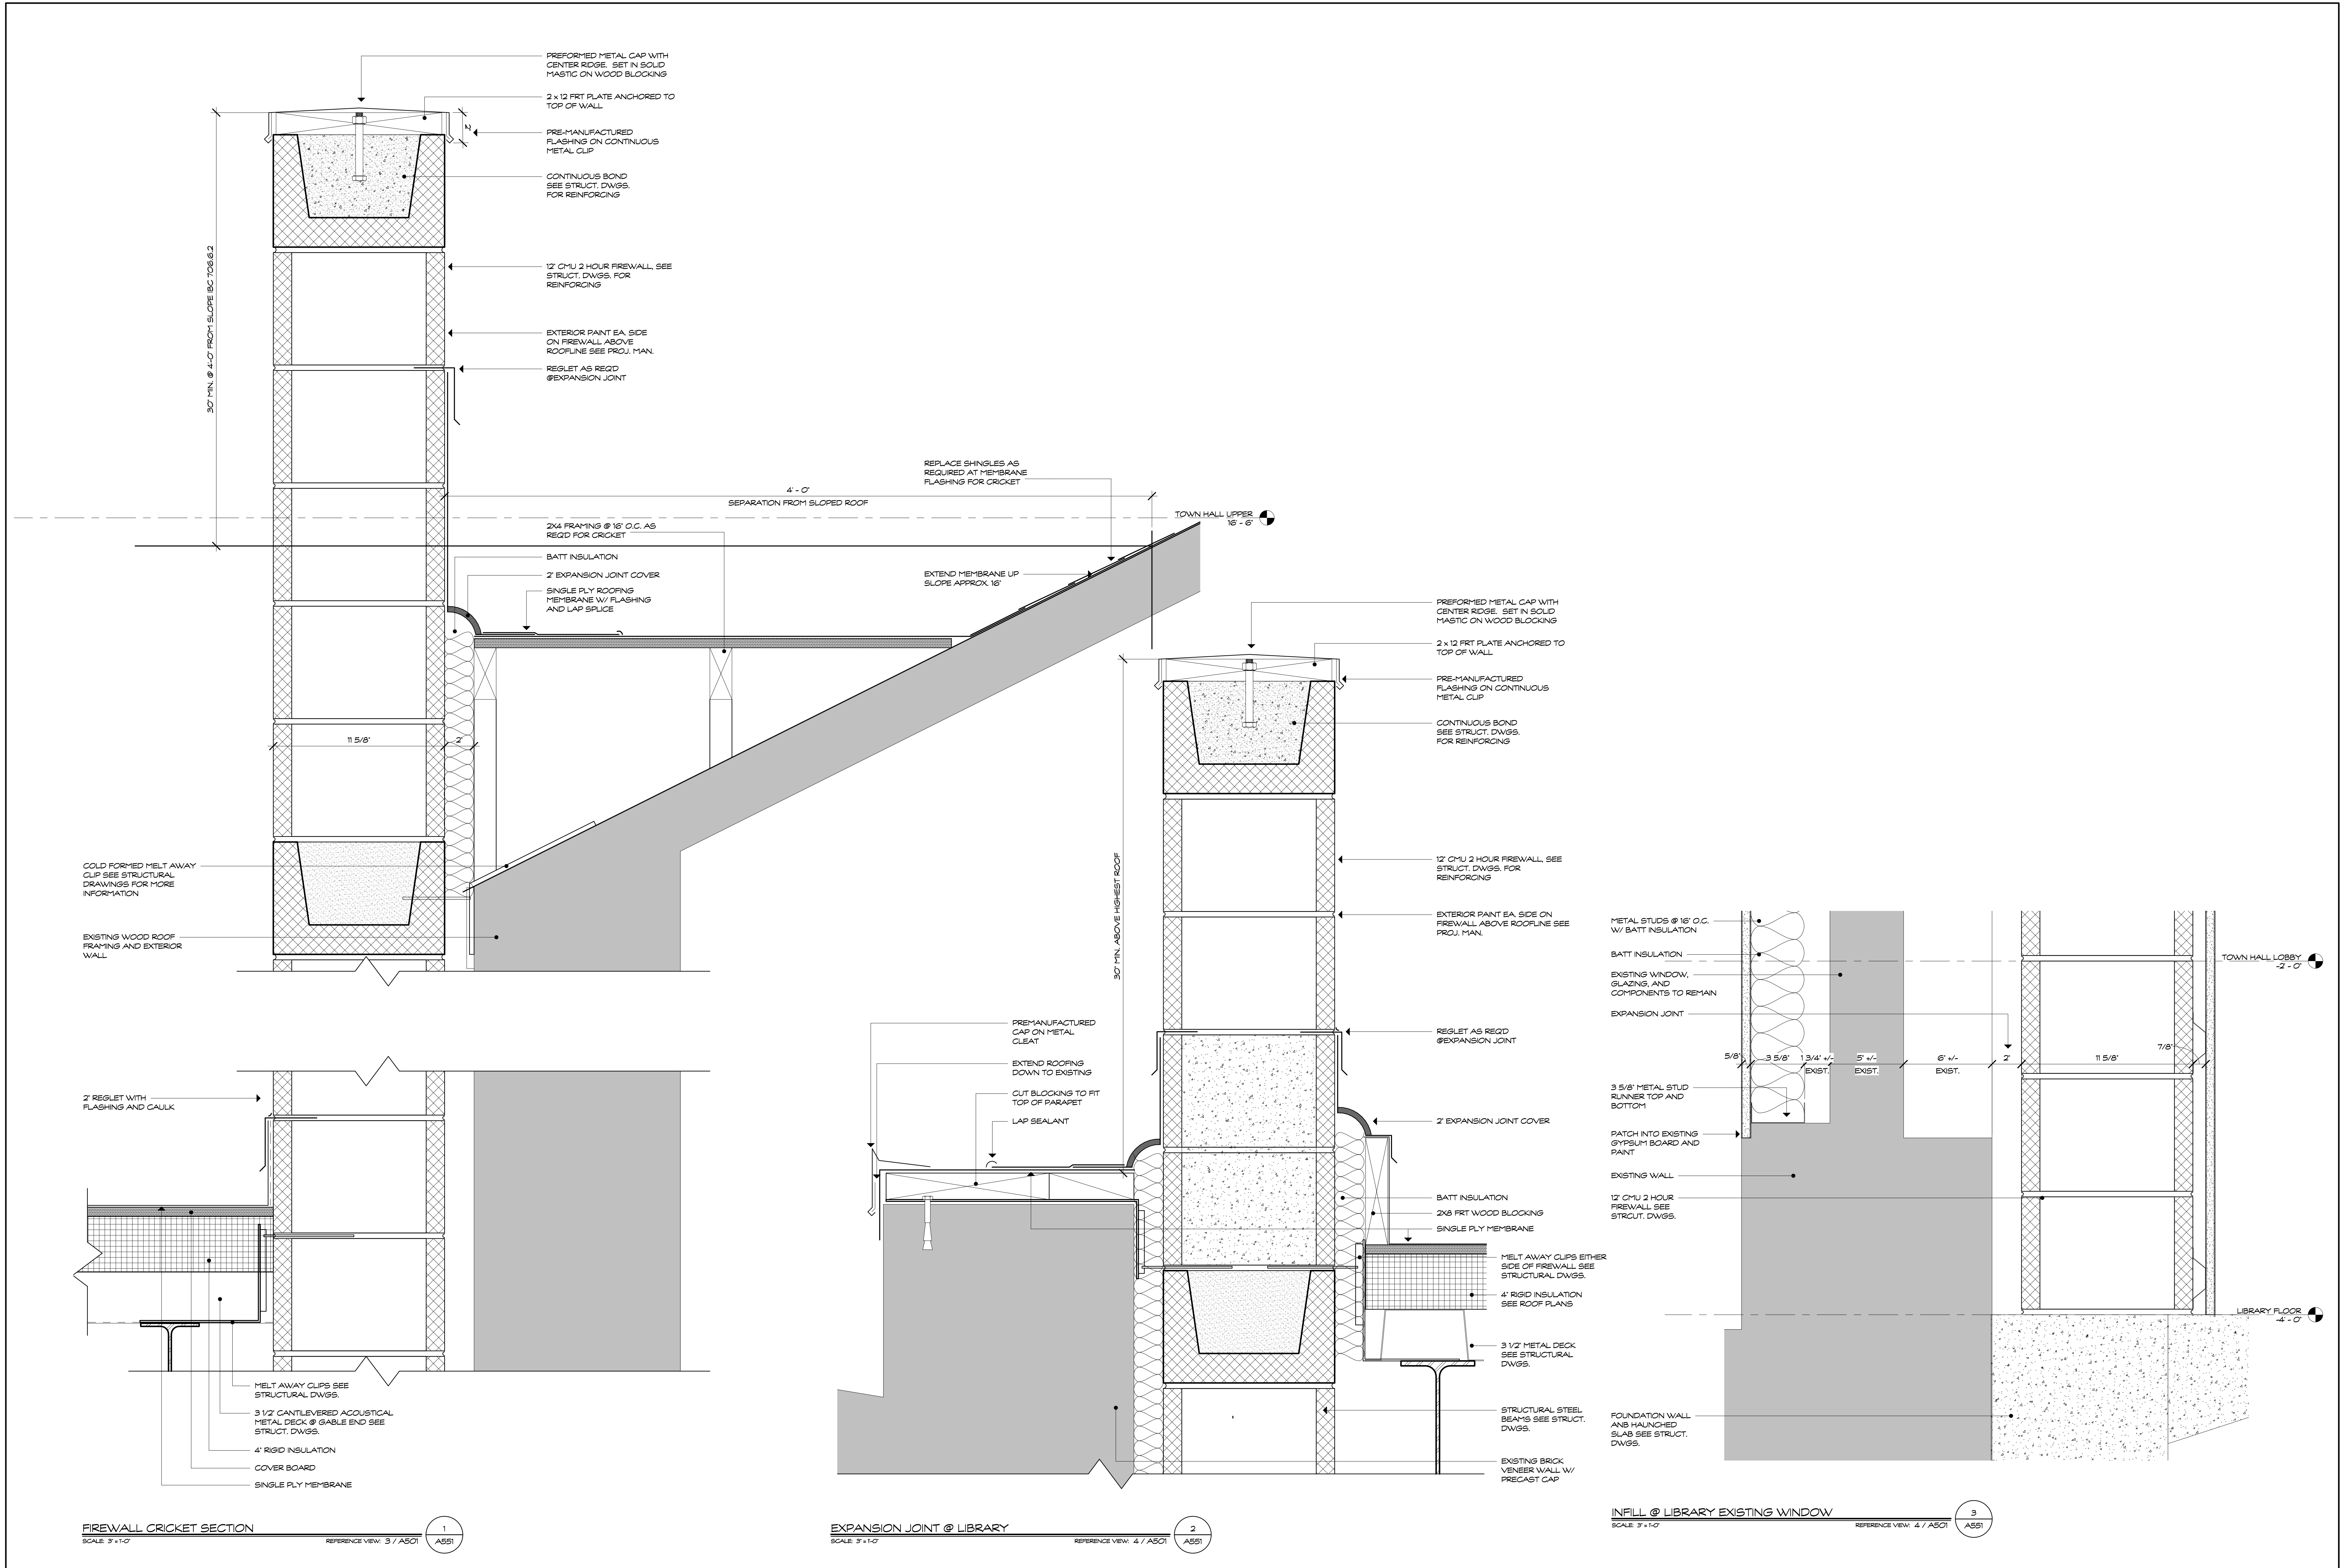 PREFORMED METAL CAP WITH
CENTER RIDGE. SET IN SOLID
MASTIC ON WOOD BLOCKING
2 x 12 FRT PLATE ANCHORED TO
TOP OF WALL
2"
PRE-MANUFACTURED
FLASHING ON CONTINUOUS
METAL CLIP
CONTINUOUS BOND
SEE STRUCT. DWGS.
FOR REINFORCING
30" MIN. @ 4'-0" FROM SLOPE IBC 706.6.2
12" CMU 2 HOUR FIREWALL, SEE
STRUCT. DWGS. FOR
REINFORCING
EXTERIOR PAINT EA. SIDE
ON FIREWALL ABOVE
ROOFLINE SEE PROJ. MAN.
REGLET AS REQ'D
@EXPANSION JOINT
REPLACE SHINGLES AS
REQUIRED AT MEMBRANE
FLASHING FOR CRICKET
4' - 0"
SEPARATION FROM SLOPED ROOF
TOWN HALL UPPER
16' - 6"
2X4 FRAMING @ 16" O.C. AS
REQ'D FOR CRICKET
BATT INSULATION
2" EXPANSION JOINT COVER
SINGLE PLY ROOFING
MEMBRANE W/ FLASHING
AND LAP SPLICE
EXTEND MEMBRANE UP
SLOPE APPROX. 16"
11 5/8"
2"
COLD FORMED MELT AWAY
CLIP SEE STRUCTURAL
DRAWINGS FOR MORE
INFORMATION
EXISTING WOOD ROOF
FRAMING AND EXTERIOR
WALL
2" REGLET WITH
FLASHING AND CAULK
MELT AWAY CLIPS SEE
STRUCTURAL DWGS.
3 1/2" CANTILEVERED ACOUSTICAL
METAL DECK @ GABLE END SEE
STRUCT. DWGS.
4" RIGID INSULATION
COVER BOARD
SINGLE PLY MEMBRANE
FIREWALL CRICKET SECTION
SCALE: 3" = 1'-0"
REFERENCE VIEW: 3 / A501
1
A551
PREFORMED METAL CAP WITH
CENTER RIDGE. SET IN SOLID
MASTIC ON WOOD BLOCKING
2 x 12 FRT PLATE ANCHORED TO
TOP OF WALL
PRE-MANUFACTURED
FLASHING ON CONTINUOUS
METAL CLIP
CONTINUOUS BOND
SEE STRUCT. DWGS.
FOR REINFORCING
30" MIN. ABOVE HIGHEST ROOF
12" CMU 2 HOUR FIREWALL, SEE
STRUCT. DWGS. FOR
REINFORCING
EXTERIOR PAINT EA. SIDE ON
FIREWALL ABOVE ROOFLINE SEE
PROJ. MAN.
REGLET AS REQ'D
@EXPANSION JOINT
PREMANUFACTURED
CAP ON METAL
CLEAT
EXTEND ROOFING
DOWN TO EXISTING
CUT BLOCKING TO FIT
TOP OF PARAPET
LAP SEALANT
2" EXPANSION JOINT COVER
BATT INSULATION
2X8 FRT WOOD BLOCKING
SINGLE PLY MEMBRANE
MELT AWAY CLIPS EITHER
SIDE OF FIREWALL SEE
STRUCTURAL DWGS.
4" RIGID INSULATION
SEE ROOF PLANS
3 1/2" METAL DECK
SEE STRUCTURAL
DWGS.
STRUCTURAL STEEL
BEAMS SEE STRUCT.
DWGS.
EXISTING BRICK
VENEER WALL W/
PRECAST CAP
EXPANSION JOINT @ LIBRARY
SCALE: 3" = 1'-0"
REFERENCE VIEW: 4 / A501
2
A551
METAL STUDS @ 16" O.C.
W/ BATT INSULATION
BATT INSULATION
EXISTING WINDOW,
GLAZING, AND
COMPONENTS TO REMAIN
EXPANSION JOINT
TOWN HALL LOBBY
-2' - 0"
5/8"
3 5/8"
1 3/4" +/-
EXIST.
5" +/-
EXIST.
6" +/-
EXIST.
2"
11 5/8"
7/8"
3 5/8" METAL STUD
RUNNER TOP AND
BOTTOM
PATCH INTO EXISTING
GYPSUM BOARD AND
PAINT
EXISTING WALL
12" CMU 2 HOUR
FIREWALL SEE
STRCUT. DWGS.
LIBRARY FLOOR
-4' - 0"
FOUNDATION WALL
ANB HAUNCHED
SLAB SEE STRUCT.
DWGS.
INFILL @ LIBRARY EXISTING WINDOW
SCALE: 3" = 1'-0"
REFERENCE VIEW: 4 / A501
3
A551